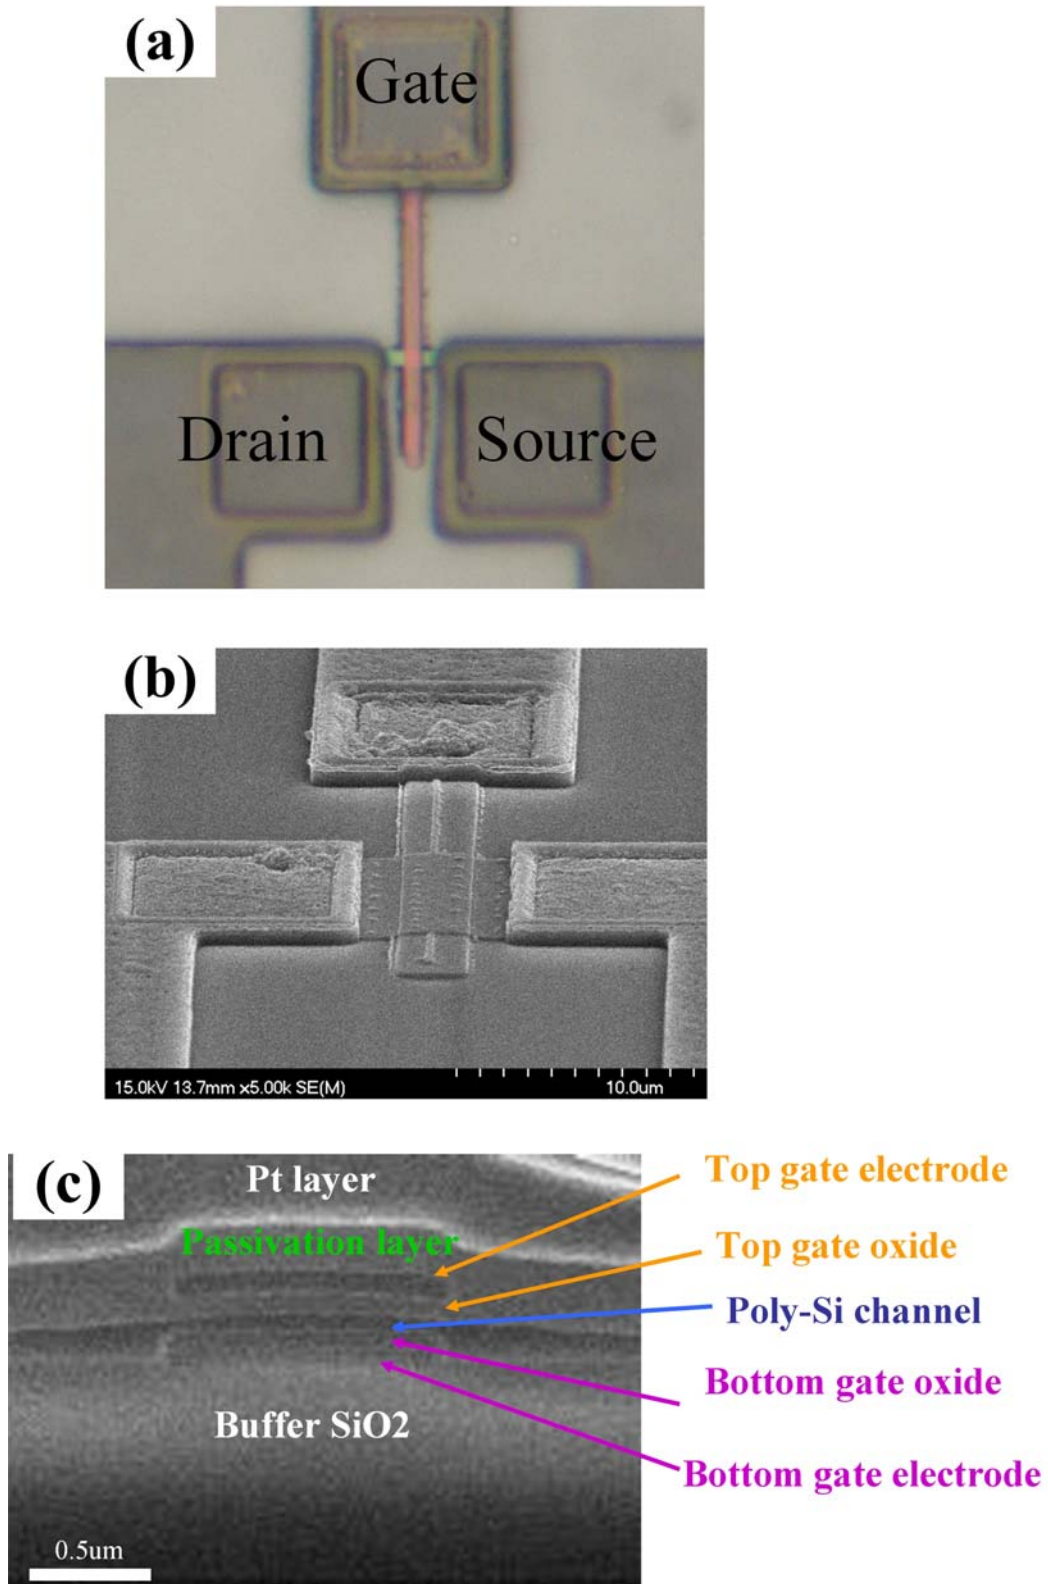 (a)
Gate
Drain
Source
(b)
15.0kV 13.7mm x5.00k SE(M)
10.0um
(c)
Pt layer
Passivation layer
Top gate electrode
Top gate oxide
Poly-Si channel
Bottom gate oxide
Buffer SiO2
Bottom gate electrode
0.5um